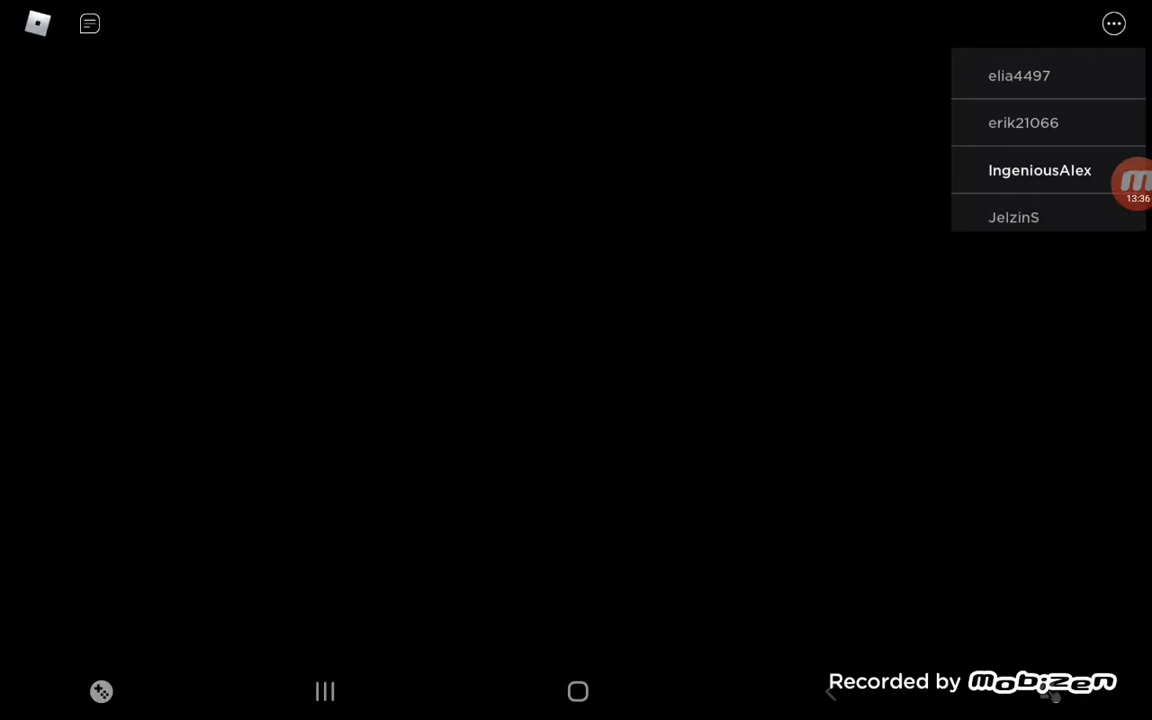 elia4497
erik21066
IngeniousAlex
JelzinS
13:36
Recorded by mobizen